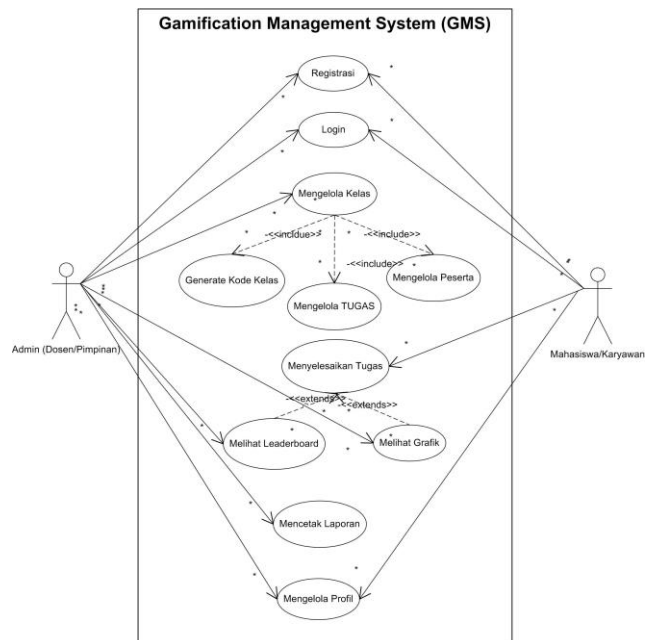 Gamification Management System (GMS)
Registrasi
Login
Mengelola Kelas
-<<incldue>>
-<<include>>
-<<include>>
Generate Kode Kelas
Mengelola Peserta
Mengelola TUGAS
Admin (Dosen/Pimpinan)
Mahasiswa/Karyawan
Menyelesaikan Tugas
-<<extends>>
-<<extends>>
Melihat Leaderboard
Melihat Grafik
Mencetak Laporan
Mengelola Profil